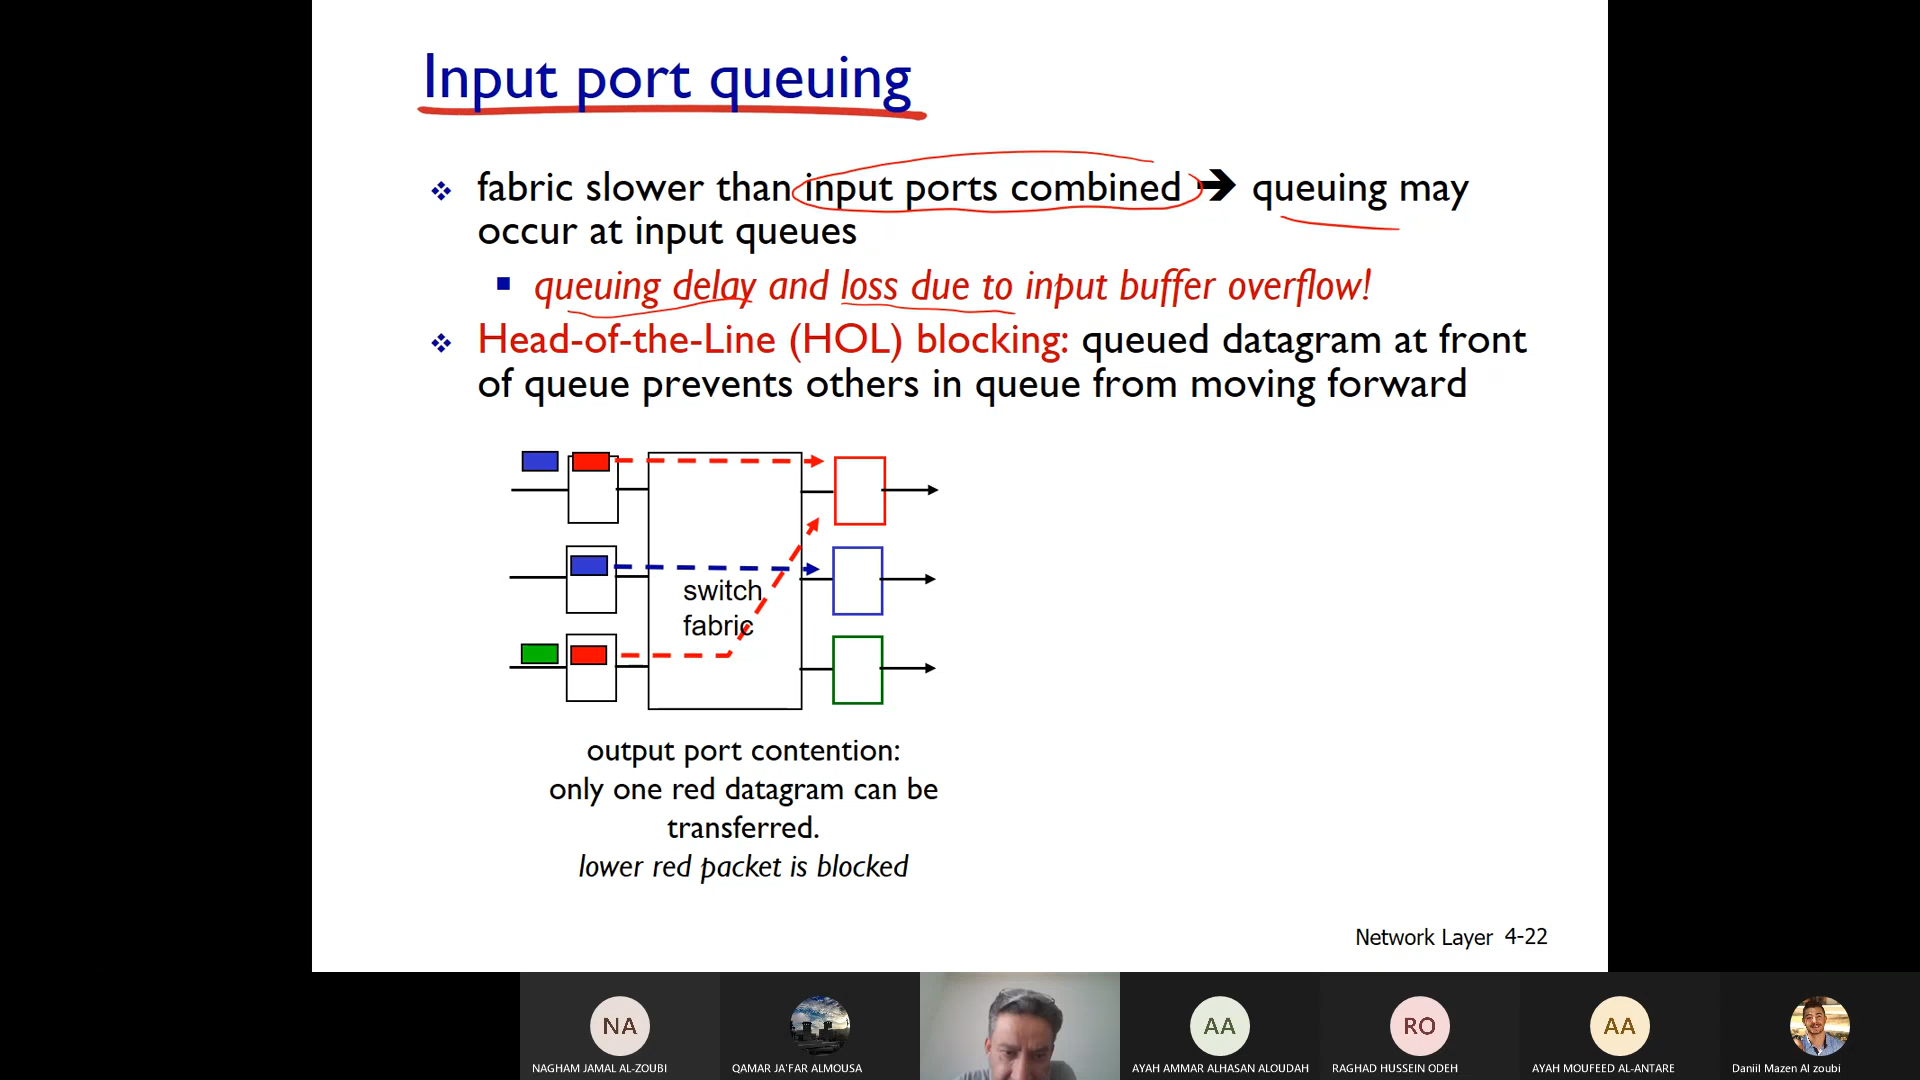 Input port queuing
fabric slower than input ports combined ➔ queuing may
occur at input queues
queuing delay and loss due to input buffer overflow!
Head-of-the-Line (HOL) blocking: queued datagram at front
of queue prevents others in queue from moving forward
switch
fabric
output port contention:
only one red datagram can be
transferred.
lower red packet is blocked
Network Layer 4-22
NA
AA
RO
AA
NAGHAM JAMAL AL-ZOUBI
QAMAR JA'FAR ALMOUSA
AYAH AMMAR ALHASAN ALOUDAH
RAGHAD HUSSEIN ODEH
AYAH MOUFEED AL-ANTARE
Daniil Mazen Al zoubi